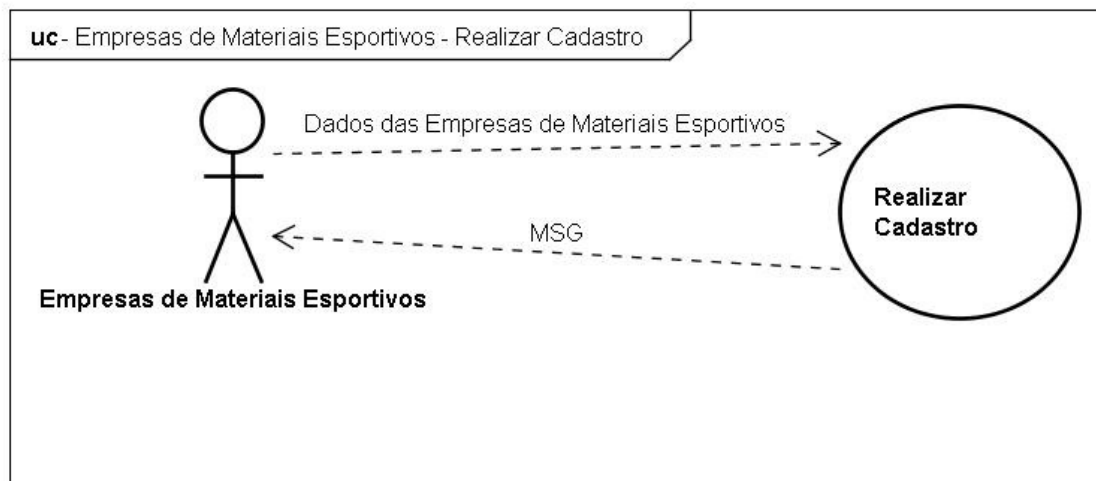 uc - Empresas de Materiais Esportivos - Realizar Cadastro
Dados das Empresas de Materiais Esportivos
Realizar
Cadastro
MSG
Empresas de Materiais Esportivos